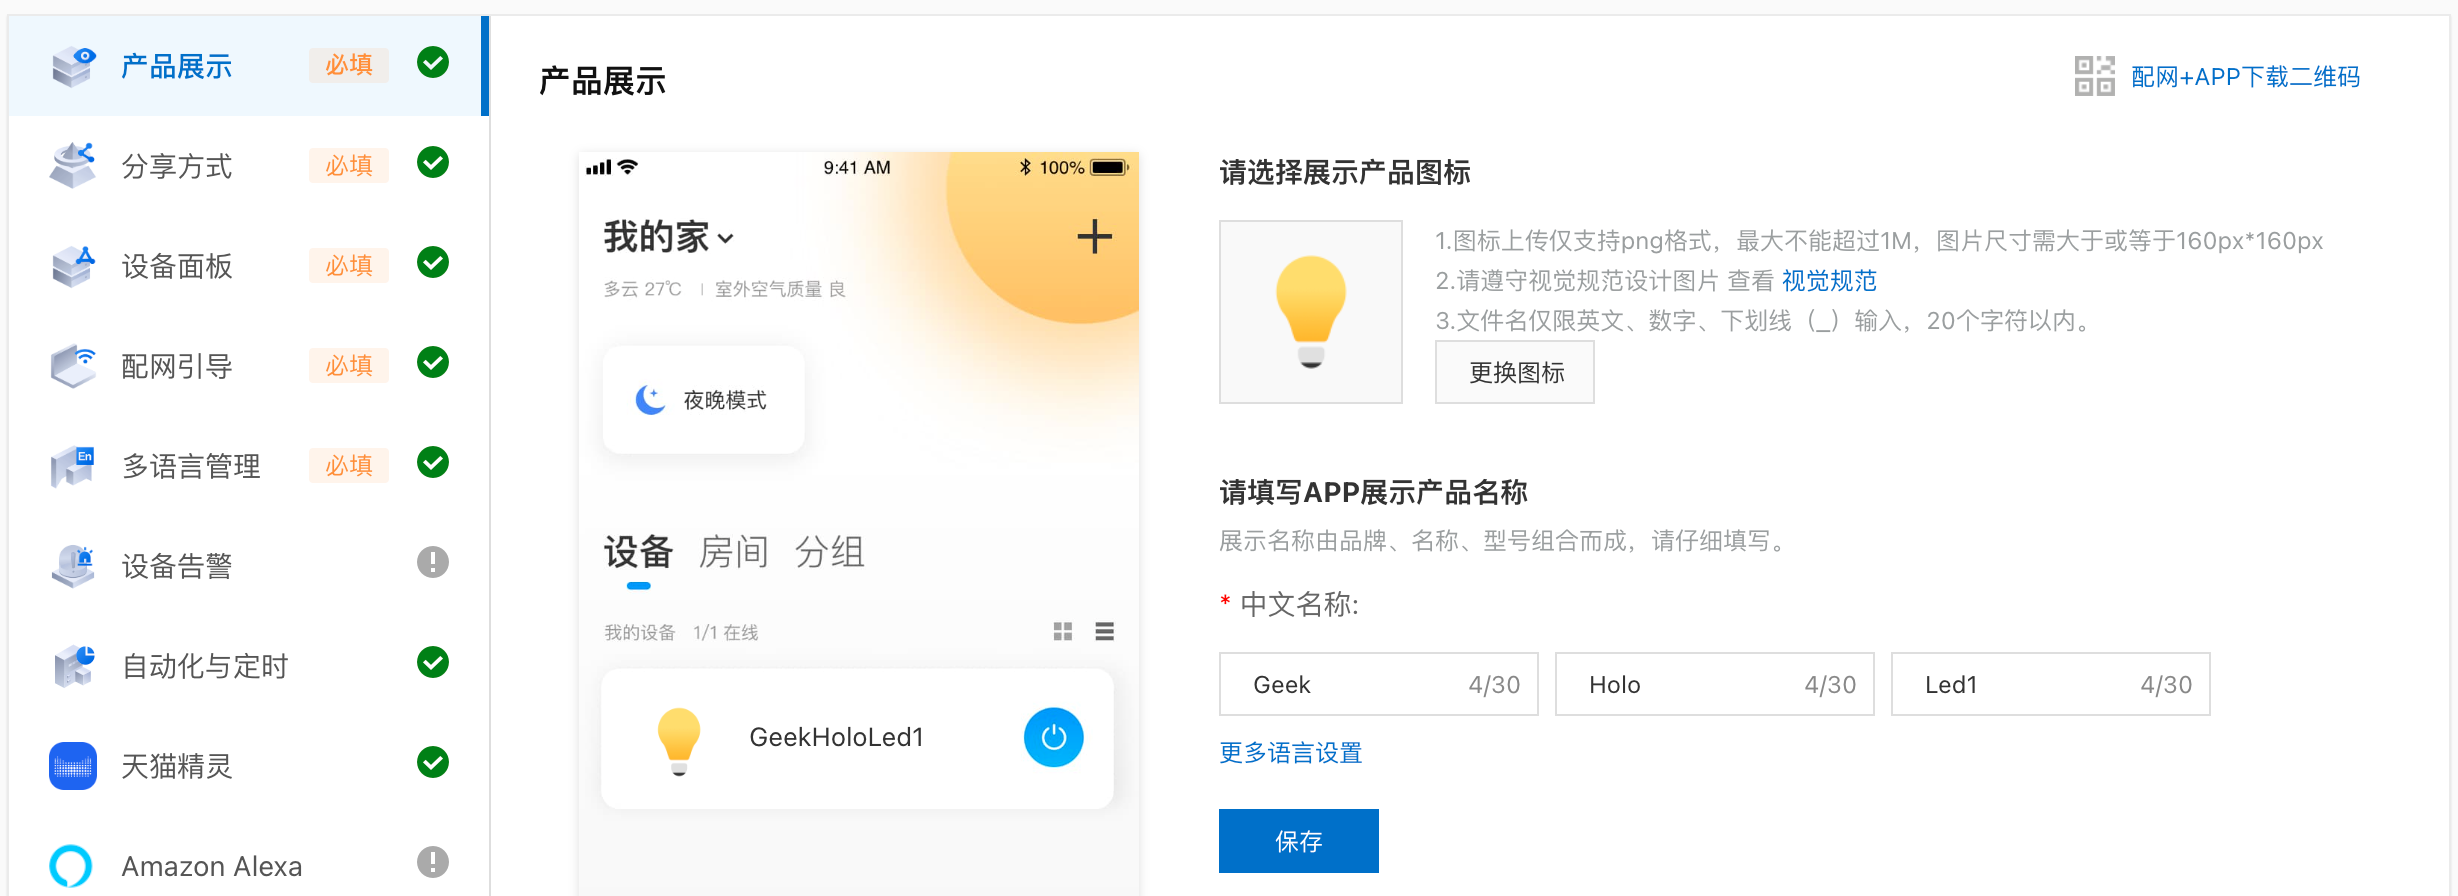 产品展示 必填
分享方式 必填
设备面板 必填
配网引导 必填
多语言管理 必填
En
设备告警
自动化与定时
天猫精灵
Amazon Alexa
产品展示
配网+APP下载二维码
9:41 AM 100%
我的家
多云 27℃ | 室外空气质量 良
夜晚模式
设备 房间 分组
我的设备 1/1 在线
GeekHoloLed1
请选择展示产品图标
1.图标上传仅支持png格式，最大不能超过1M，图片尺寸需大于或等于160px*160px
2.请遵守视觉规范设计图片 查看 视觉规范
3.文件名仅限英文、数字、下划线（_）输入，20个字符以内。
更换图标
请填写APP展示产品名称
展示名称由品牌、名称、型号组合而成，请仔细填写。
* 中文名称:
Geek 4/30 Holo 4/30 Led1 4/30
更多语言设置
保存